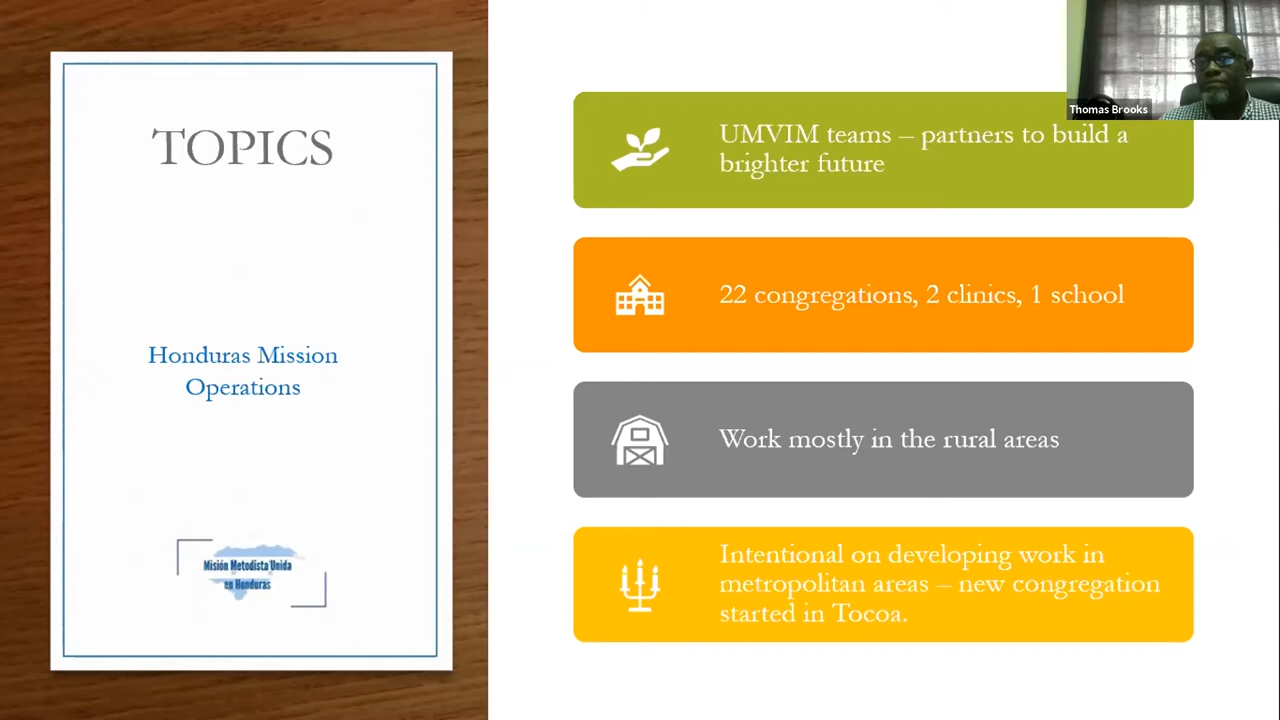 TOPICS
Honduras Mission
Operations
Misión Metodista Unida
en Honduras
UMVIM teams – partners to build a
brighter future
22 congregations, 2 clinics, 1 school
Work mostly in the rural areas
Intentional on developing work in
metropolitan areas – new congregation
started in Tocoa.
Thomas Brooks